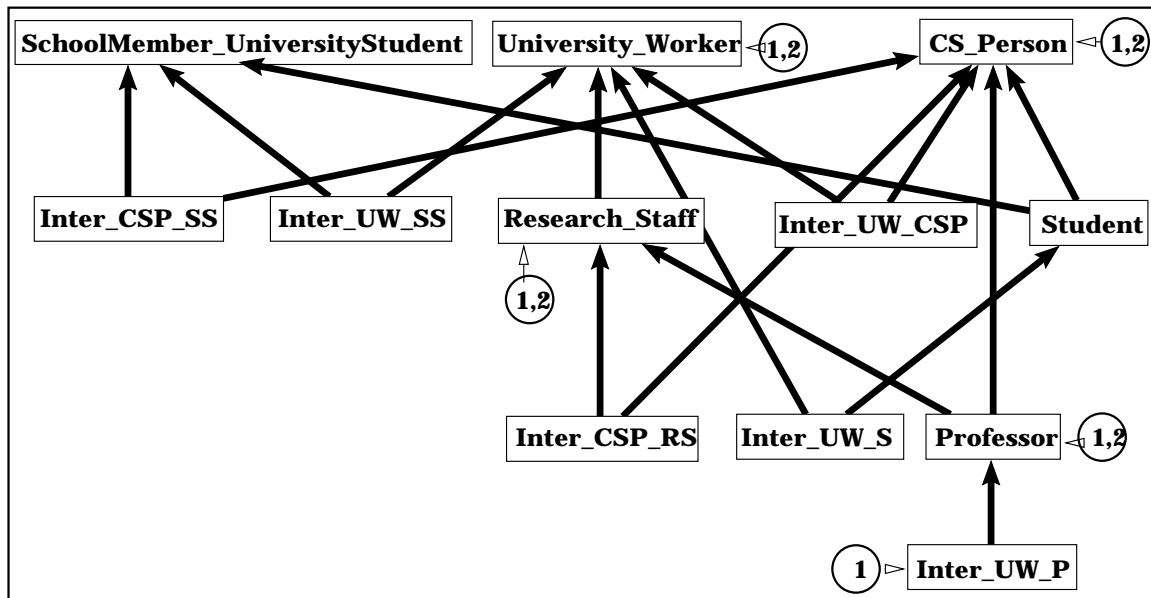 SchoolMember_UniversityStudent
University_Worker
1,2
CS_Person
1,2
Inter_CSP_SS
Inter_UW_SS
Research_Staff
Inter_UW_CSP
Student
1,2
Inter_CSP_RS
Inter_UW_S
Professor
1,2
1
Inter_UW_P